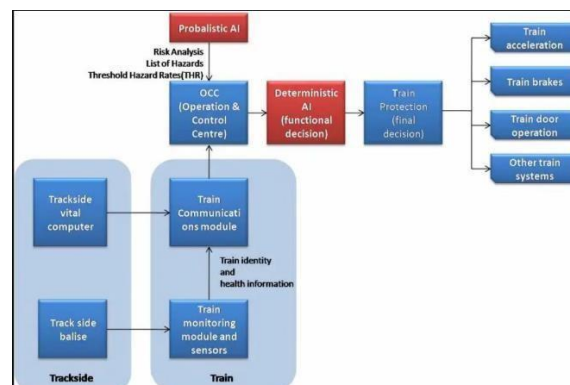 Probalistic AI
Risk Analysis
List of Hazards
Threshold Hazard Rates(THR)
OCC
(Operation &
Control
Centre)
Deterministic
AI
(functional
decision)
Train
Protection
(final
decision)
Train
acceleration
Train brakes
Train door
operation
Other train
systems
Trackside
vital
computer
Train
Communicati
ons module
Train identity
and
health information
Track side
balise
Train
monitoring
module and
sensors
Trackside
Train